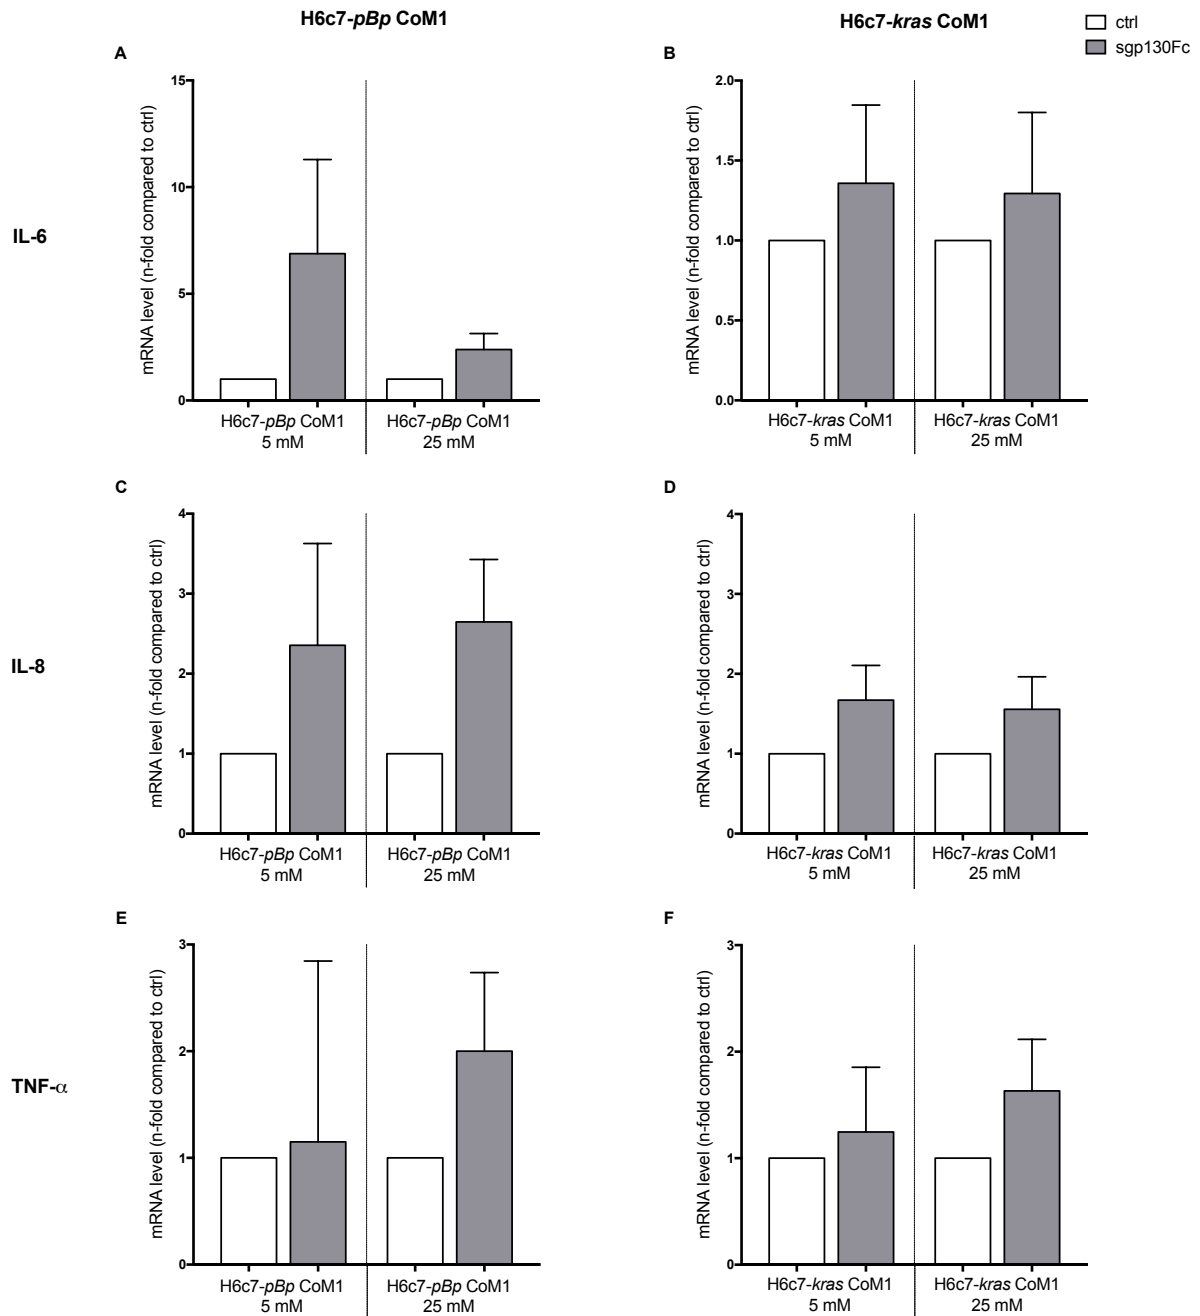 H6c7-pBp CoM1
H6c7-kras CoM1
ctrl
sgp130Fc
A
mRNA level (n-fold compared to ctrl)
15
10
5
0
H6c7-pBp CoM1
5 mM
H6c7-pBp CoM1
25 mM
B
mRNA level (n-fold compared to ctrl)
2.0
1.5
1.0
0.5
0.0
H6c7-kras CoM1
5 mM
H6c7-kras CoM1
25 mM
IL-6
C
mRNA level (n-fold compared to ctrl)
4
3
2
1
0
H6c7-pBp CoM1
5 mM
H6c7-pBp CoM1
25 mM
D
mRNA level (n-fold compared to ctrl)
4
3
2
1
0
H6c7-kras CoM1
5 mM
H6c7-kras CoM1
25 mM
IL-8
E
mRNA level (n-fold compared to ctrl)
3
2
1
0
H6c7-pBp CoM1
5 mM
H6c7-pBp CoM1
25 mM
F
mRNA level (n-fold compared to ctrl)
3
2
1
0
H6c7-kras CoM1
5 mM
H6c7-kras CoM1
25 mM
TNF-α